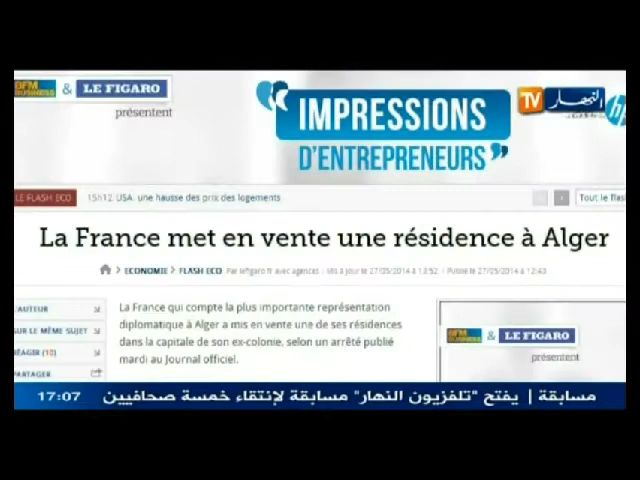 BFM BUSINESS & LE FIGARO
présentent
IMPRESSIONS
D'ENTREPRENEURS
TV النهار
hp
LE FLASH ECO 15h12 USA: une hausse des prix des logements Tout le flash
La France met en vente une résidence à Alger
ECONOMIE FLASH ECO Par lefigaro.fr avec agences Mis à jour le 27/05/2014 à 13:52 Publié le 27/05/2014 à 12:43
L'AUTEUR
SUR LE MÊME SUJET
RÉAGIR (10)
PARTAGER
La France qui compte la plus importante représentation
diplomatique à Alger a mis en vente une de ses résidences
dans la capitale de son ex-colonie, selon un arrêté publié
mardi au Journal officiel.
BFM BUSINESS & LE FIGARO
présentent
17:07 مسابقة | يفتح "تلفزيون النهار" مسابقة لإنتقاء خمسة صحافيين